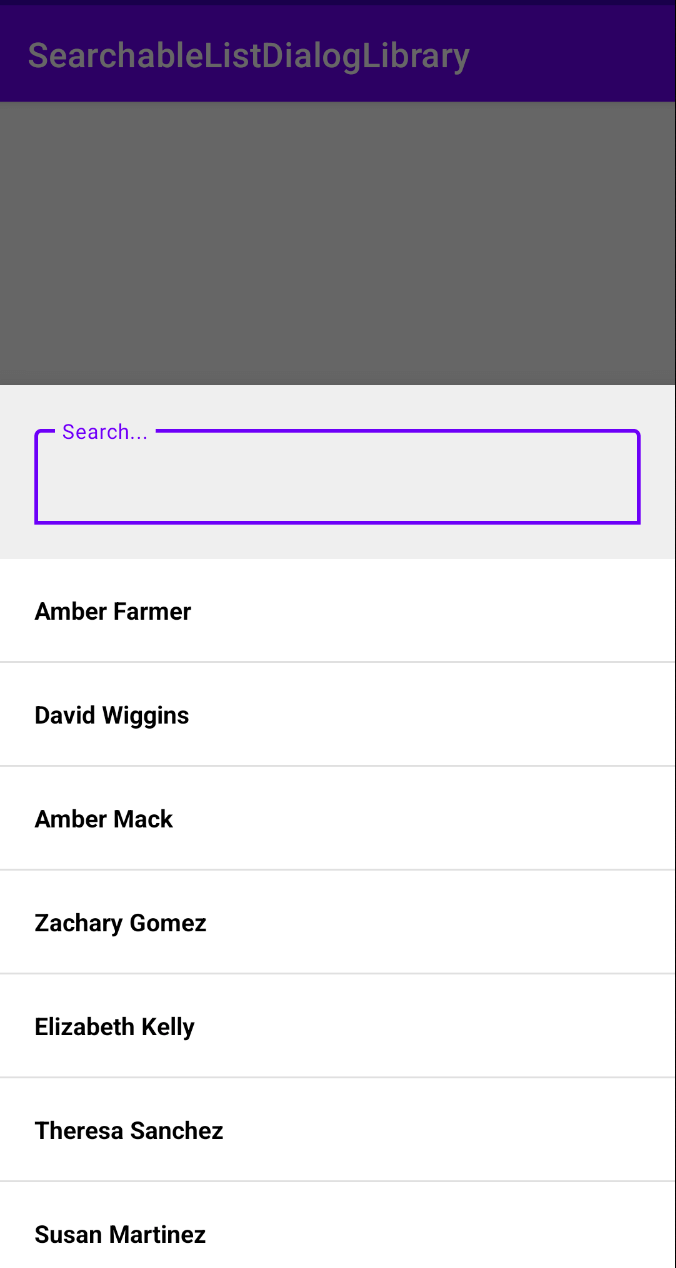 SearchableListDialogLibrary
Search...
Amber Farmer
David Wiggins
Amber Mack
Zachary Gomez
Elizabeth Kelly
Theresa Sanchez
Susan Martinez